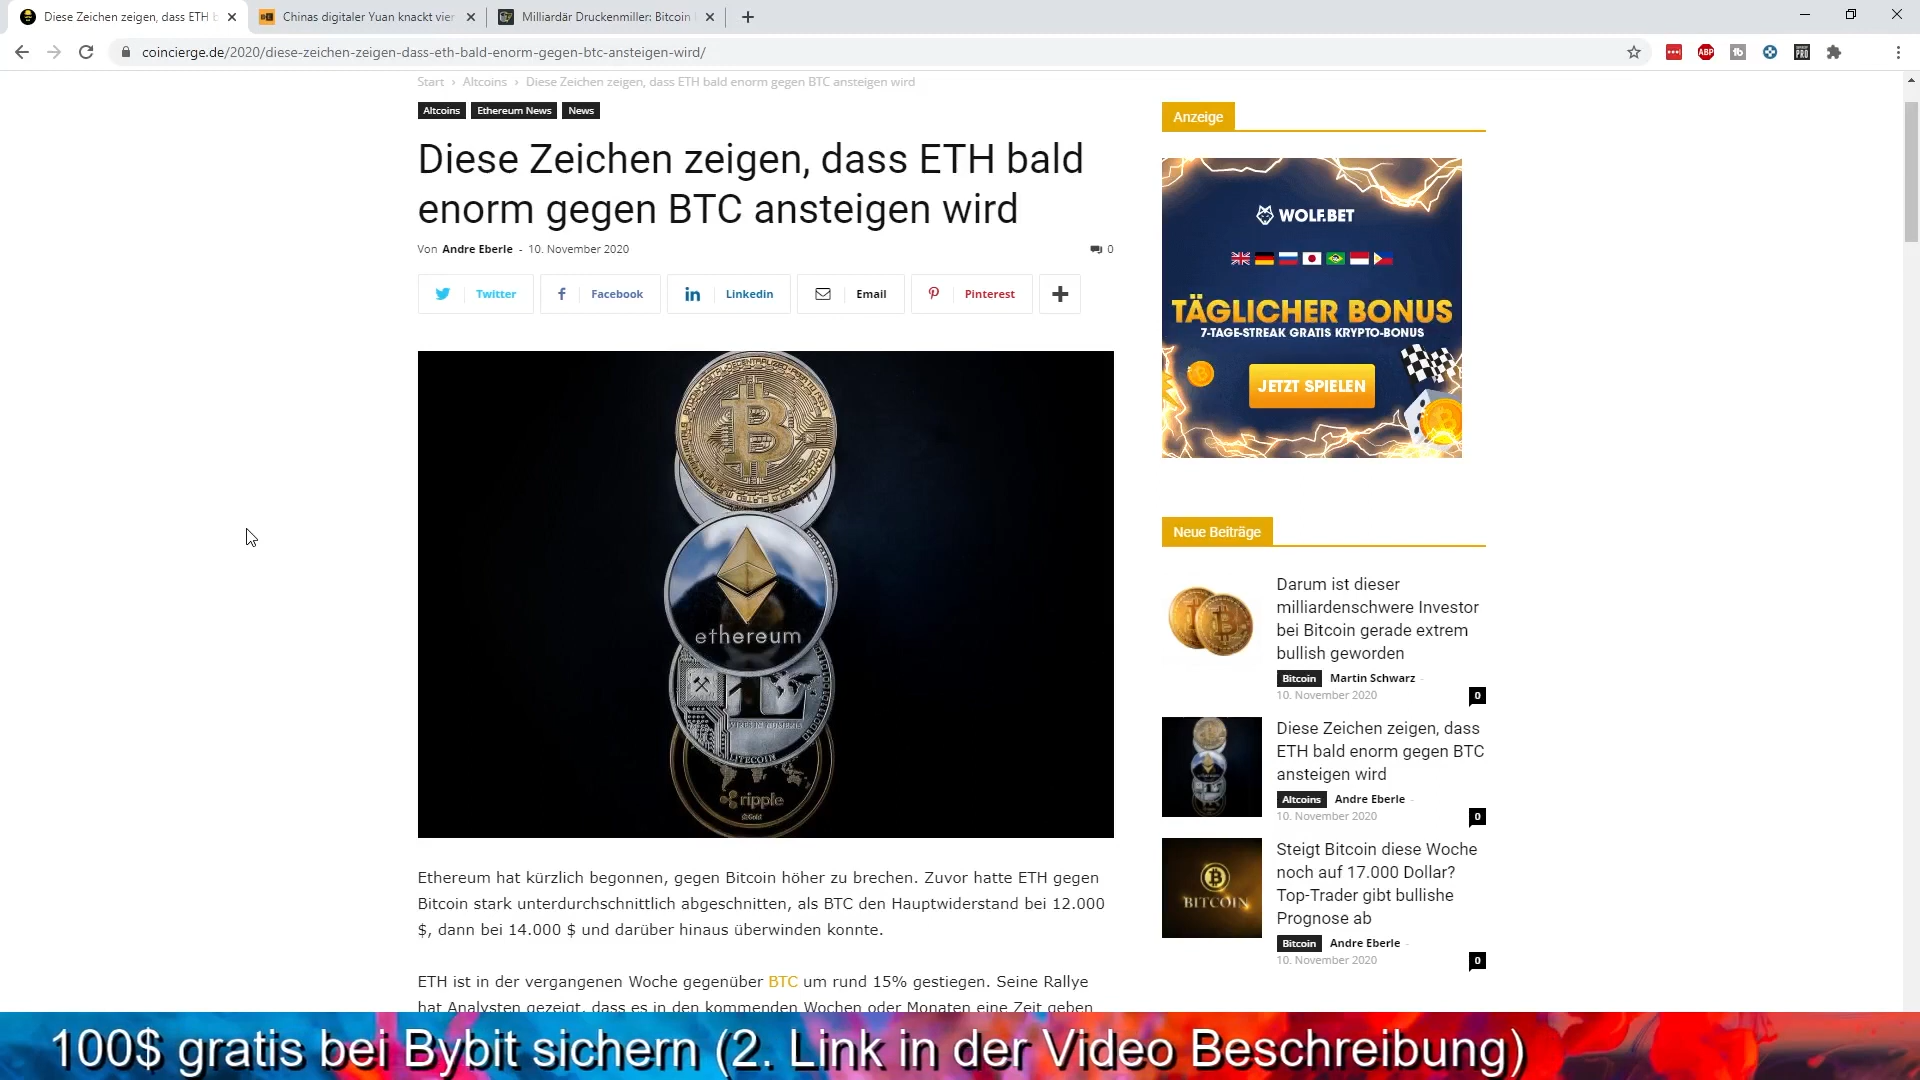 Diese Zeichen zeigen, dass ETH b
Chinas digitaler Yuan knackt vier
Milliardär Druckenmiller: Bitcoin
coincierge.de/2020/diese-zeichen-zeigen-dass-eth-bald-enorm-gegen-btc-ansteigen-wird/
ABP
PRO
Start › Altcoins › Diese Zeichen zeigen, dass ETH bald enorm gegen BTC ansteigen wird
Altcoins Ethereum News News
Diese Zeichen zeigen, dass ETH bald
enorm gegen BTC ansteigen wird
Von Andre Eberle - 10. November 2020
0
Twitter
Facebook
Linkedin
Email
Pinterest
ethereum
LITECOIN
ripple
Ethereum hat kürzlich begonnen, gegen Bitcoin höher zu brechen. Zuvor hatte ETH gegen
Bitcoin stark unterdurchschnittlich abgeschnitten, als BTC den Hauptwiderstand bei 12.000
$, dann bei 14.000 $ und darüber hinaus überwinden konnte.
ETH ist in der vergangenen Woche gegenüber BTC um rund 15% gestiegen. Seine Rallye
hat Analysten gezeigt, dass es in den kommenden Wochen oder Monaten eine Zeit geben
Anzeige
WOLF.BET
TÄGLICHER BONUS
7-TAGE-STREAK GRATIS KRYPTO-BONUS
JETZT SPIELEN
Neue Beiträge
Darum ist dieser
milliardenschwere Investor
bei Bitcoin gerade extrem
bullish geworden
Bitcoin Martin Schwarz -
10. November 2020
0
Diese Zeichen zeigen, dass
ETH bald enorm gegen BTC
ansteigen wird
Altcoins Andre Eberle -
10. November 2020
0
BITCOIN
Steigt Bitcoin diese Woche
noch auf 17.000 Dollar?
Top-Trader gibt bullishe
Prognose ab
Bitcoin Andre Eberle -
10. November 2020
0
100$ gratis bei Bybit sichern (2. Link in der Video Beschreibung)